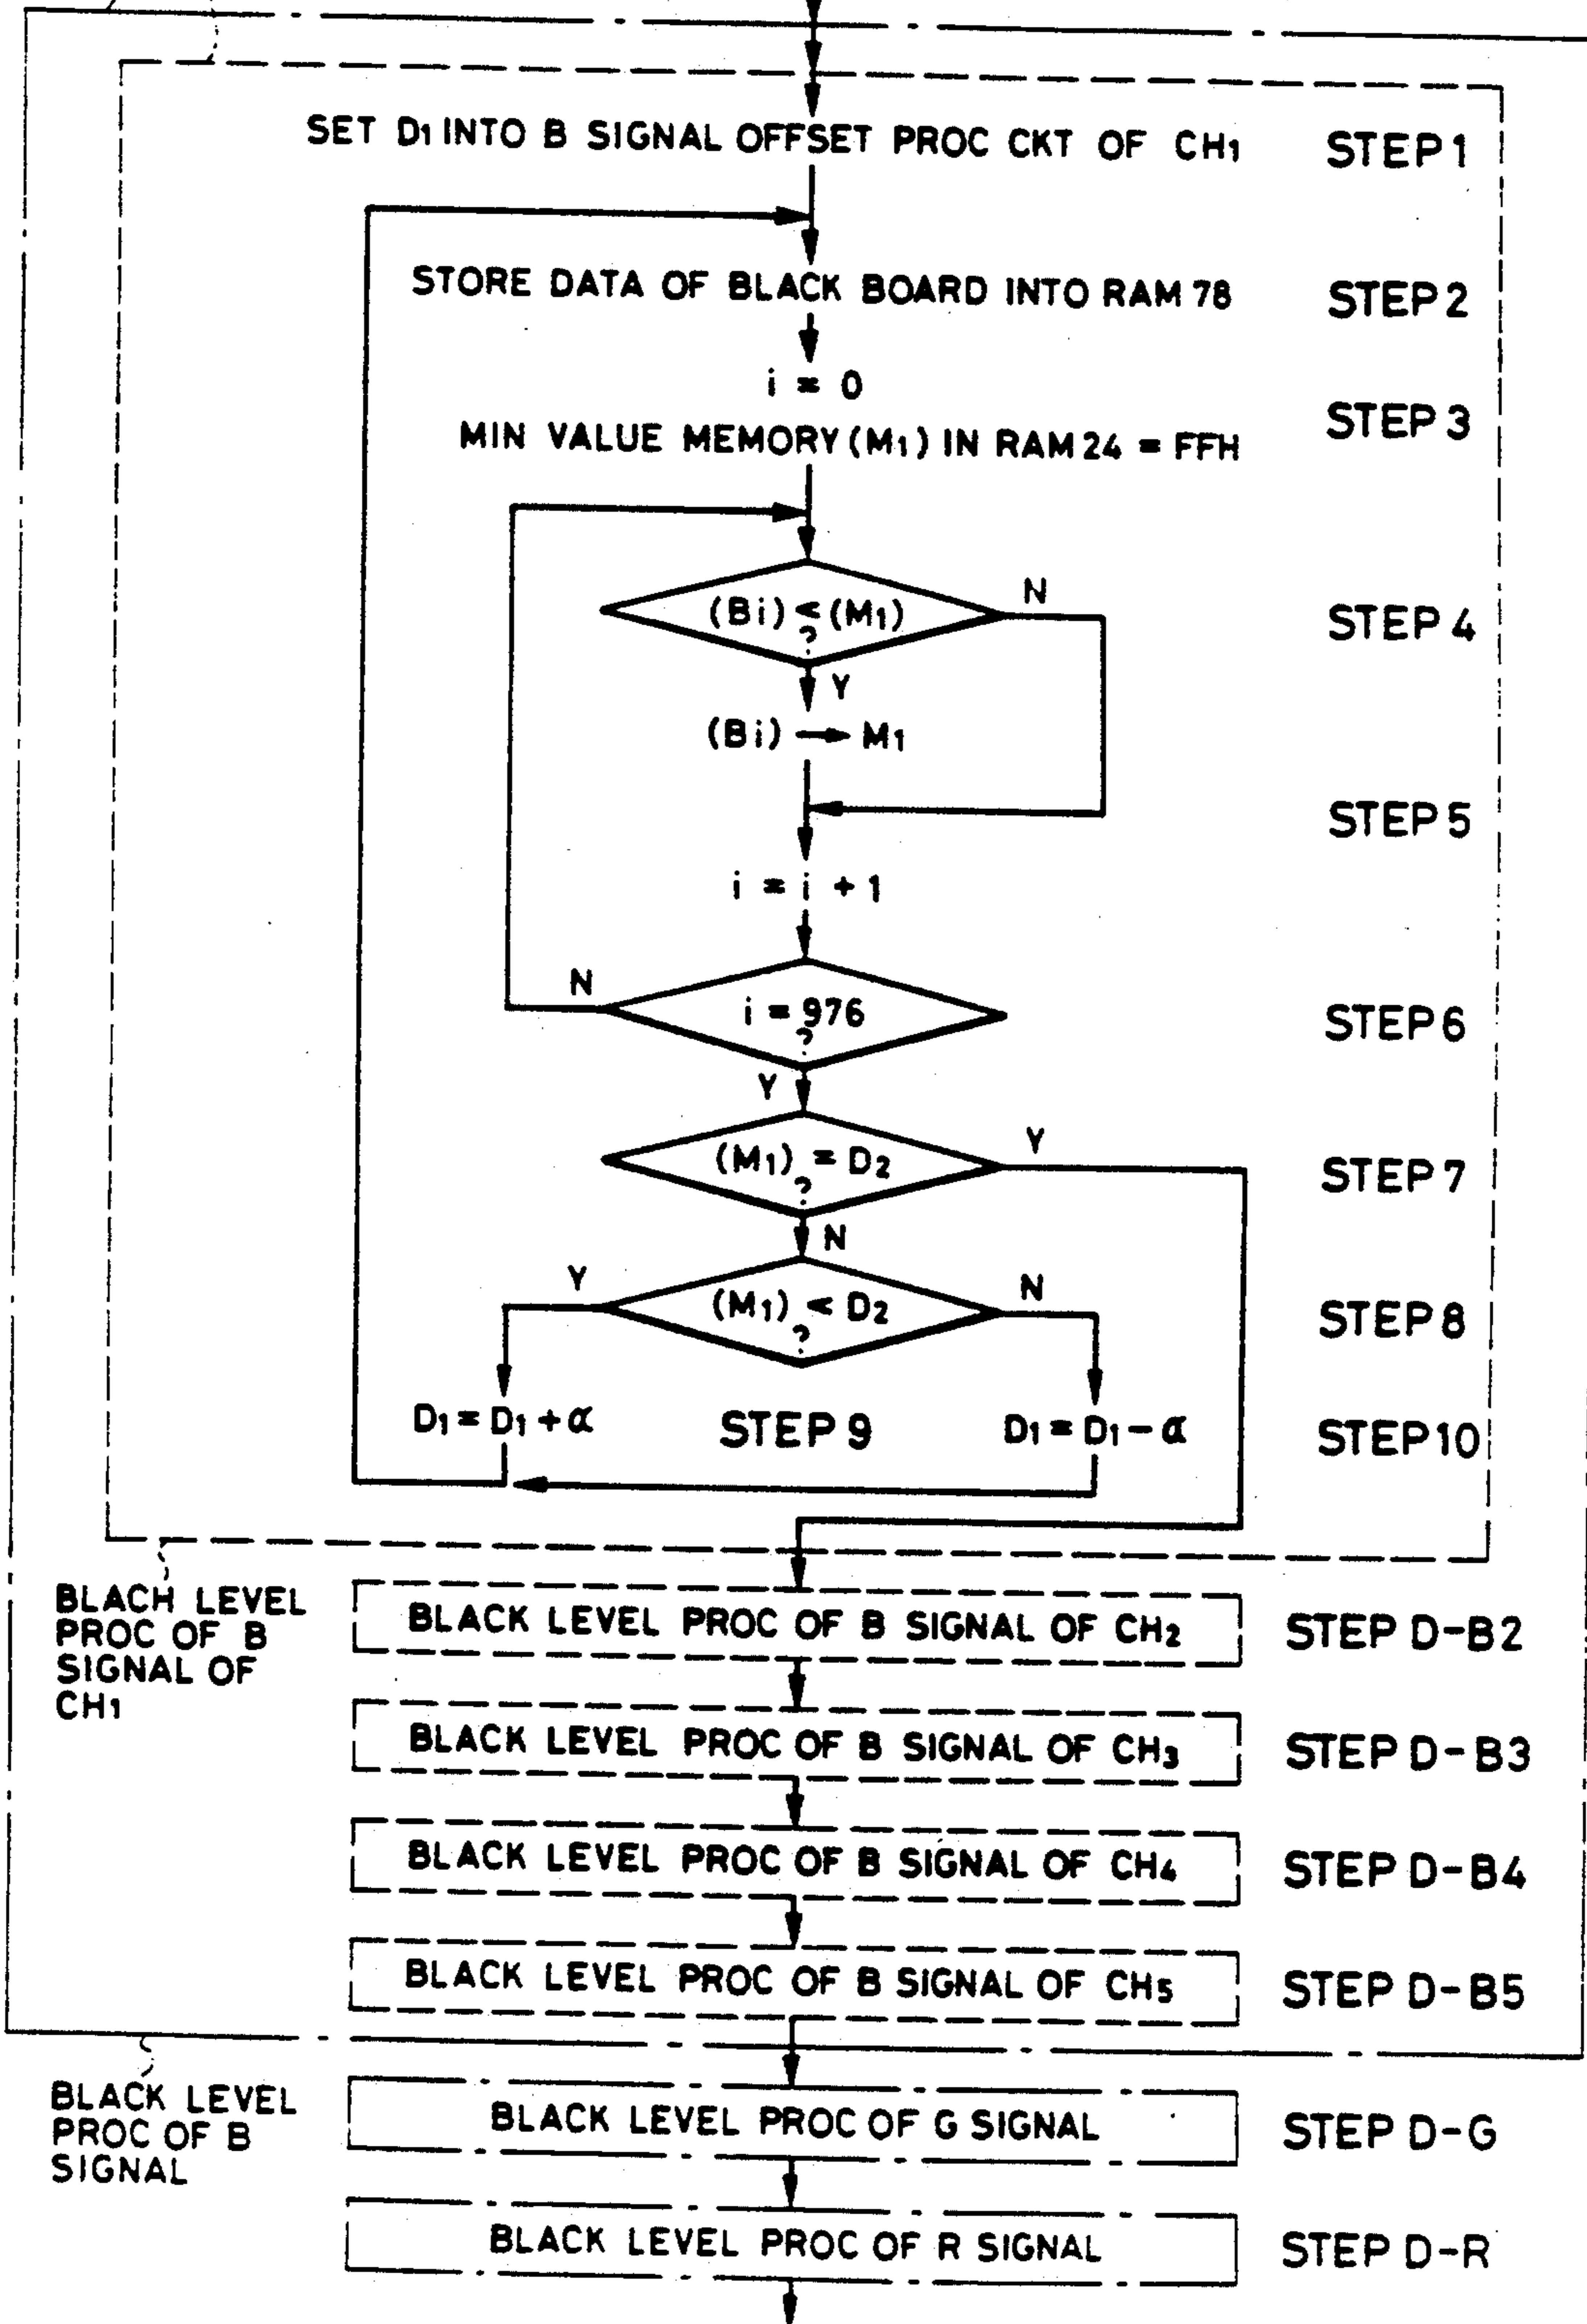 SET D1 INTO B SIGNAL OFFSET PROC CKT OF CH1 STEP 1
STORE DATA OF BLACK BOARD INTO RAM 78 STEP 2
i = 0
MIN VALUE MEMORY (M1) IN RAM 24 = FFH STEP 3
(Bi) < (M1) ? N STEP 4
Y
(Bi) → M1
STEP 5
i = i + 1
N i = 976 ? STEP 6
Y
(M1) = D2 ? Y STEP 7
N
Y (M1) < D2 ? N STEP 8
D1 = D1 + α STEP 9 D1 = D1 − α STEP 10
BLACH LEVEL
PROC OF B
SIGNAL OF
CH1
BLACK LEVEL PROC OF B SIGNAL OF CH2 STEP D-B2
BLACK LEVEL PROC OF B SIGNAL OF CH3 STEP D-B3
BLACK LEVEL PROC OF B SIGNAL OF CH4 STEP D-B4
BLACK LEVEL PROC OF B SIGNAL OF CH5 STEP D-B5
BLACK LEVEL
PROC OF B
SIGNAL
BLACK LEVEL PROC OF G SIGNAL STEP D-G
BLACK LEVEL PROC OF R SIGNAL STEP D-R